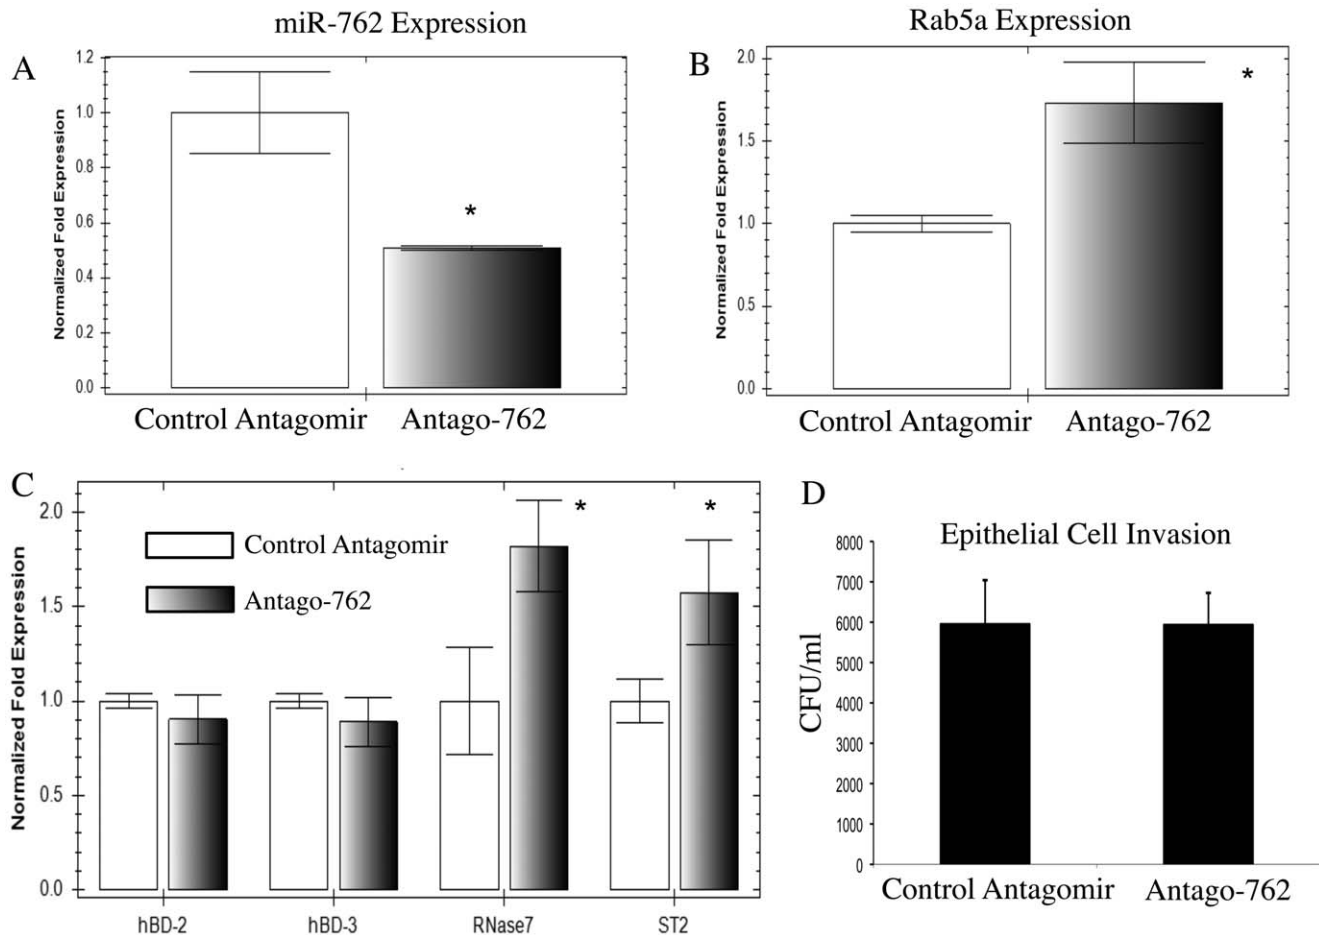 miR-762 Expression
A
Normalized Fold Expression
1.2
1.0
0.8
0.6
0.4
0.2
0.0
*
Control Antagomir Antago-762
Rab5a Expression
B
Normalized Fold Expression
2.0
1.5
1.0
0.5
0.0
*
Control Antagomir Antago-762
C
Normalized Fold Expression
2.0
1.5
1.0
0.5
0.0
Control Antagomir
Antago-762
* *
hBD-2 hBD-3 RNase7 ST2
D
Epithelial Cell Invasion
CFU/ml
8000
7000
6000
5000
4000
3000
2000
1000
0
Control Antagomir Antago-762